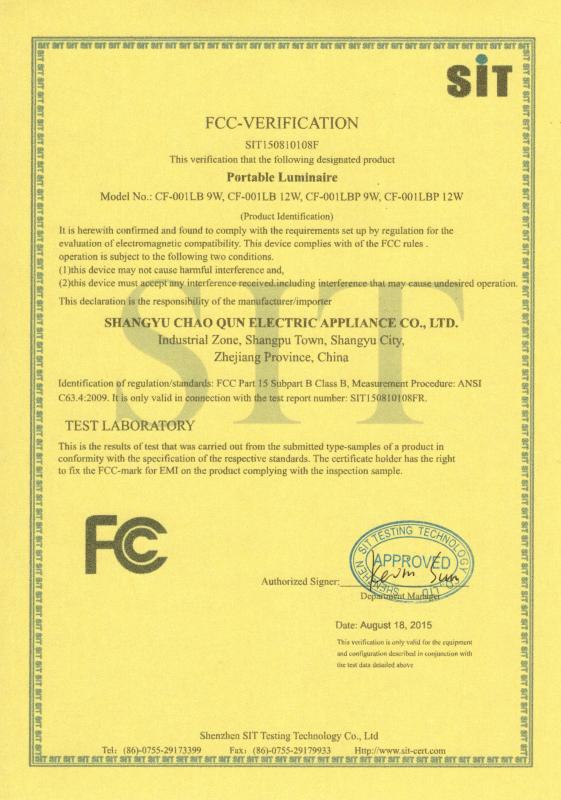 SIT
FCC-VERIFICATION
SIT150810108F
This verification that the following designated product
Portable Luminaire
Model No.: CF-001LB 9W, CF-001LB 12W, CF-001LBP 9W, CF-001LBP 12W
(Product Identification)
It is herewith confirmed and found to comply with the requirements set up by regulation for the
evaluation of electromagnetic compatibility. This device complies with of the FCC rules .
operation is subject to the following two conditions.
(1)this device may not cause harmful interference and,
(2)this device must accept any interference received.including interference that may cause undesired operation.
This declaration is the responsibility of the manufacturer/importer
SHANGYU CHAO QUN ELECTRIC APPLIANCE CO., LTD.
Industrial Zone, Shangpu Town, Shangyu City,
Zhejiang Province, China
SIT
Identification of regulation/standards: FCC Part 15 Subpart B Class B, Measurement Procedure: ANSI
C63.4:2009. It is only valid in connection with the test report number: SIT150810108FR.
TEST LABORATORY
This is the results of test that was carried out from the submitted type-samples of a product in
conformity with the specification of the respective standards. The certificate holder has the right
to fix the FCC-mark for EMI on the product complying with the inspection sample.
FC
SHENZHEN SIT TESTING TECHNOLOGY CO., LTD
APPROVED
Kevin Sun
Authorized Signer:
Department Manager
Date: August 18, 2015
This verification is only valid for the equipment
and configuration described in conjunction with
the test data detailed above
Shenzhen SIT Testing Technology Co., Ltd
Tel: (86)-0755-29173399 Fax: (86)-0755-29179933 Http://www.sit-cert.com